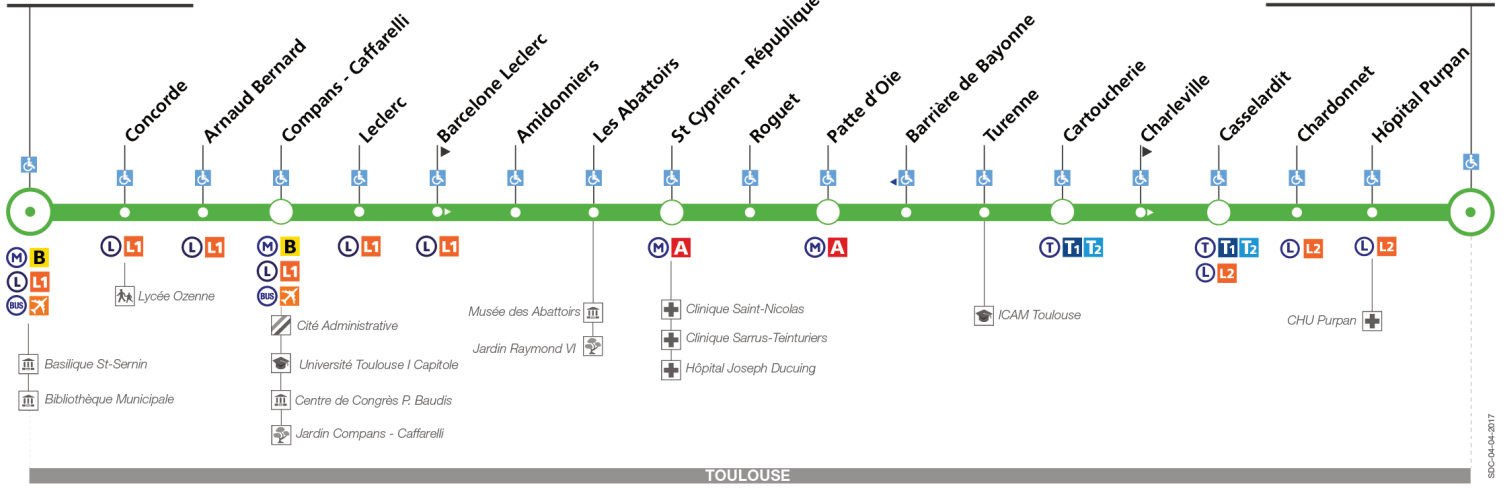 Concorde
Arnaud Bernard
Compans - Caffarelli
Leclerc
Barcelone Leclerc
Amidonniers
Les Abattoirs
St Cyprien - République
Roguet
Patte d'Oie
Barrière de Bayonne
Turenne
Cartoucherie
Charleville
Casselardit
Chardonnet
Hôpital Purpan
M B
L L1
BUS
L L1
L L1
M B
L L1
BUS
L L1
L L1
M A
M A
T T1 T2
T T1 T2
L L2
L L2
L L2
Lycée Ozenne
Basilique St-Sernin
Bibliothèque Municipale
Cité Administrative
Université Toulouse I Capitole
Centre de Congrès P. Baudis
Jardin Compans - Caffarelli
Musée des Abattoirs
Jardin Raymond VI
Clinique Saint-Nicolas
Clinique Sarrus-Teinturiers
Hôpital Joseph Ducuing
ICAM Toulouse
CHU Purpan
TOULOUSE
SDC-04-04-2017